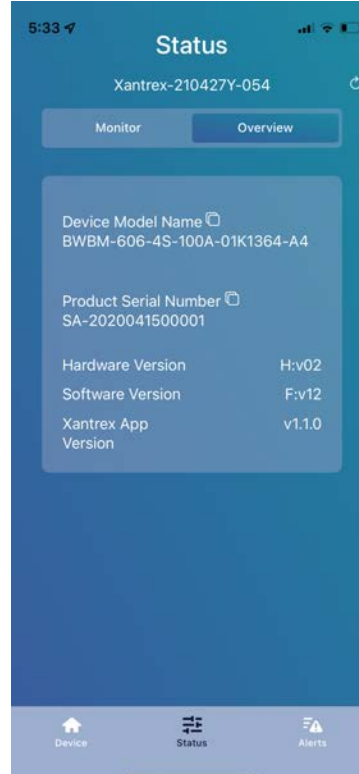 5:33
Status
Xantrex-210427Y-054
Monitor Overview
Device Model Name
BWBM-606-4S-100A-01K1364-A4
Product Serial Number
SA-2020041500001
Hardware Version H:v02
Software Version F:v12
Xantrex App v1.1.0
Version
Device Status Alerts